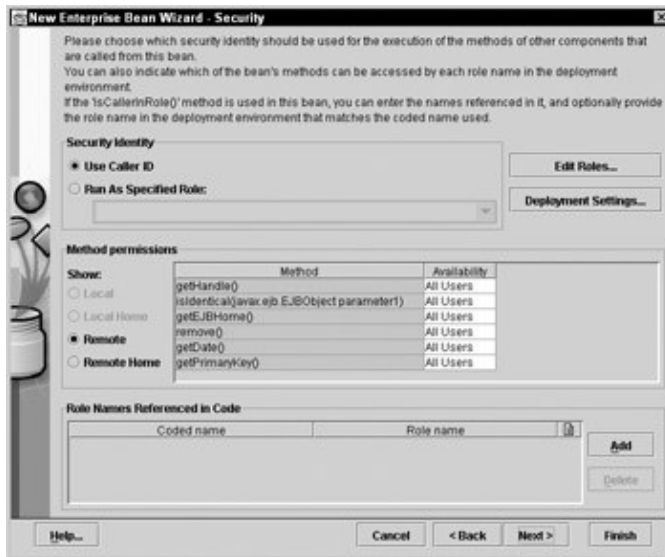 New Enterprise Bean Wizard - Security
Please choose which security identity should be used for the execution of the methods of other components that
are called from this bean.
You can also indicate which of the bean's methods can be accessed by each role name in the deployment
environment.
If the 'isCallerInRole()' method is used in this bean, you can enter the names referenced in it, and optionally provide
the role name in the deployment environment that matches the coded name used.
Security Identity
Use Caller ID
Run As Specified Role:
Edit Roles...
Deployment Settings...
Method permissions
Show:
Local
Local Home
Remote
Remote Home
Method Availability
getHandle() All Users
isIdentical(javax.ejb.EJBObject parameter1) All Users
getEJBHome() All Users
remove() All Users
getDate() All Users
getPrimaryKey() All Users
Role Names Referenced in Code
Coded name Role name
Add
Delete
Help... Cancel < Back Next > Finish